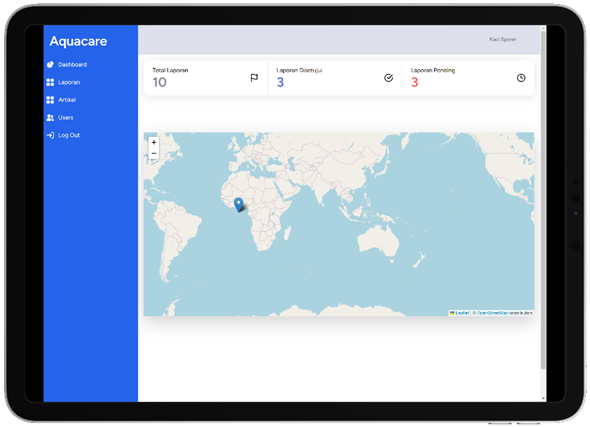 Aquacare
Kaci Sporer
Dashboard
Laporan
Artikel
Users
Log Out
Total Laporan
10
Laporan Disetujui
3
Laporan Pending
3
+
−
Leaflet | © OpenStreetMap contributors